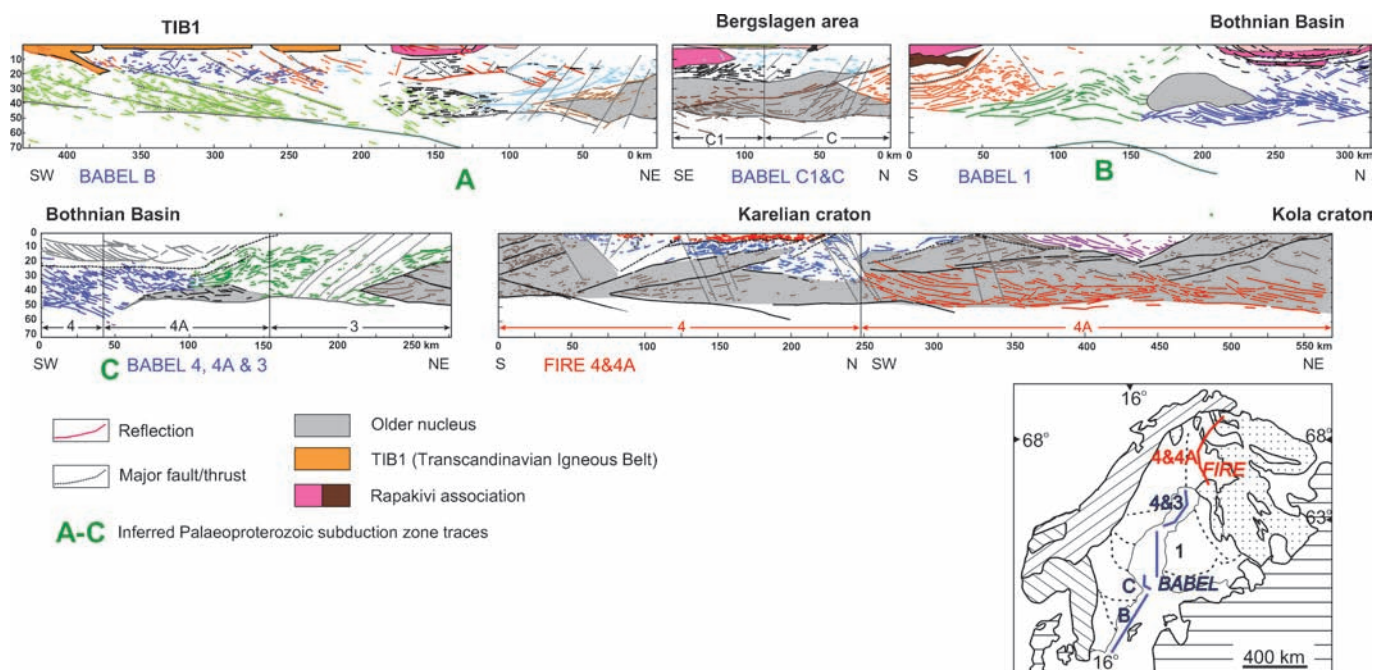 TIB1
Bergslagen area
Bothnian Basin
0
10
20
30
40
50
60
70
400 350 300 250 200 150 100 50 0 km
C1 C
100 50 0 km
0 50 100 150 200 250 300
SW BABEL B A NE
SE BABEL C1&C N
S BABEL 1 B N
Bothnian Basin
Karelian craton
Kola craton
0
10
20
30
40
50
60
70
4 4A 3
4 4A
0 50 100 150 200 250 km
0 50 100 150 200 250 300 350 400 450 500 550 km
SW C BABEL 4, 4A & 3 NE
S FIRE 4&4A N SW NE
Reflection
Major fault/thrust
A-C Inferred Palaeoproterozoic subduction zone traces
Older nucleus
TIB1 (Transcandinavian Igneous Belt)
Rapakivi association
16°
68° 68°
4&4A FIRE
4&3
63°
1
C BABEL
B
16°
400 km